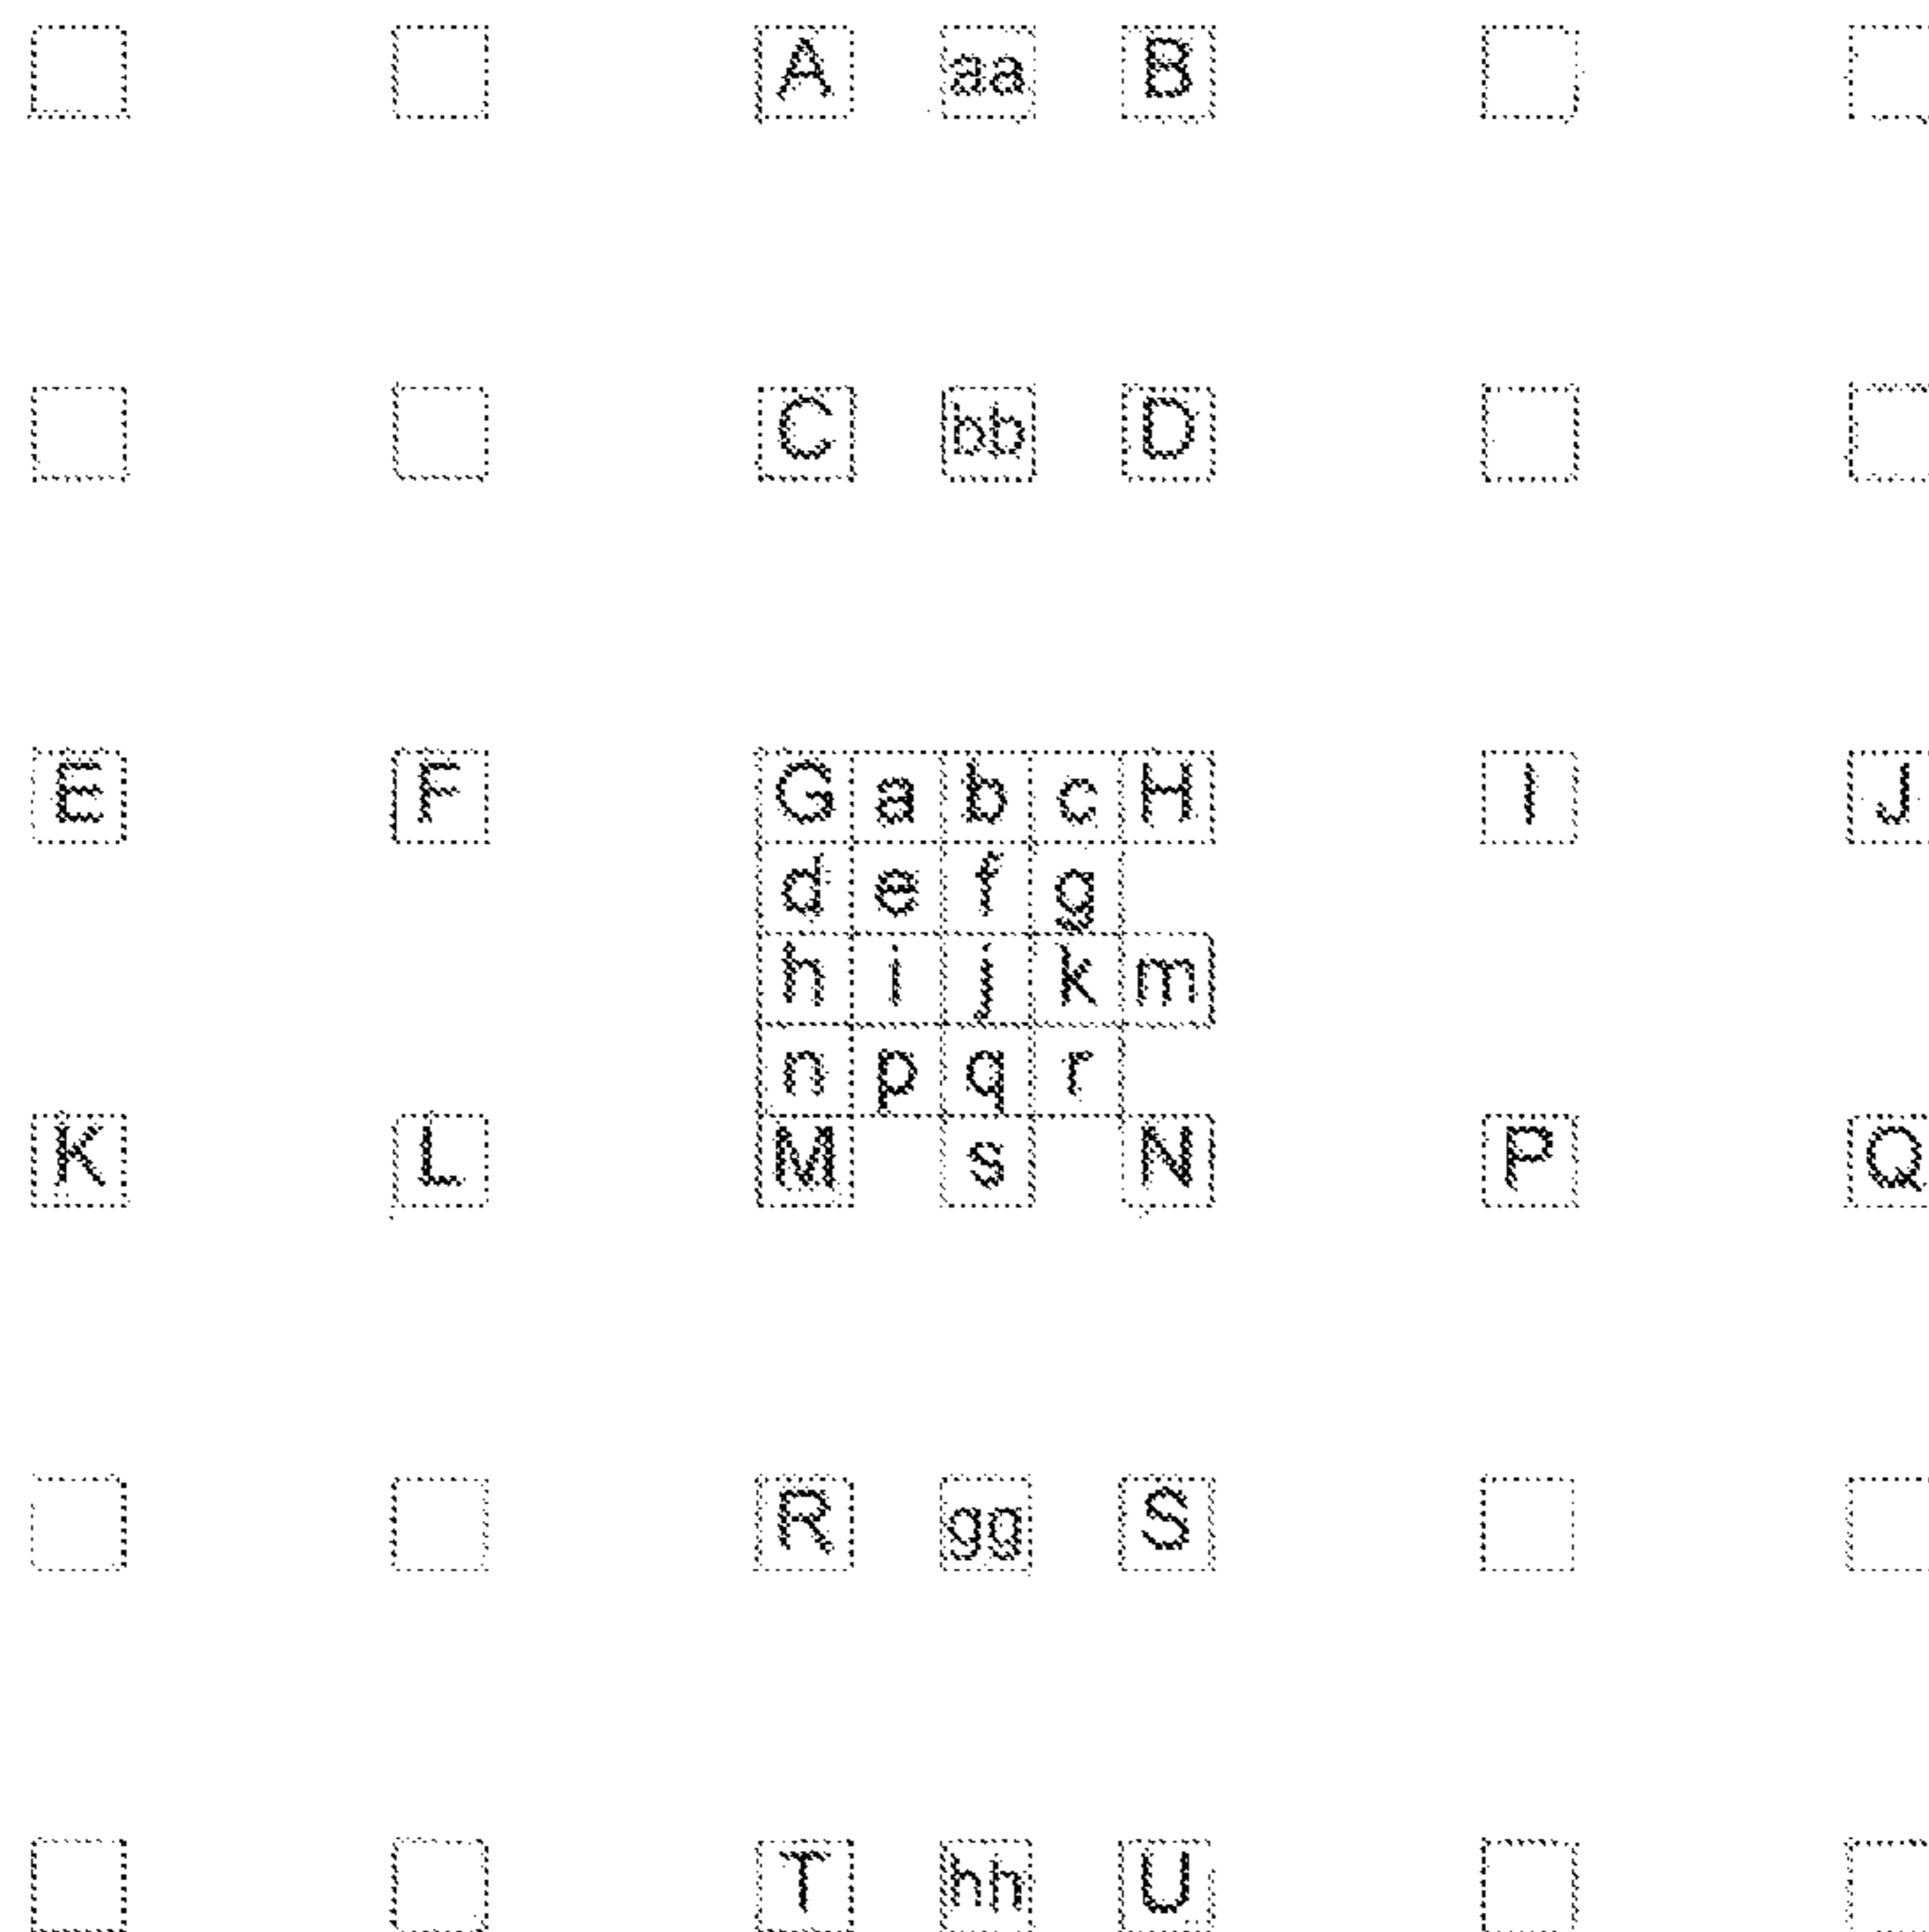 A aa B
C bb D
E F G a b c H I J
d e f g
h i j k m
n p q r
K L M s N P Q
R gg S
T hh U